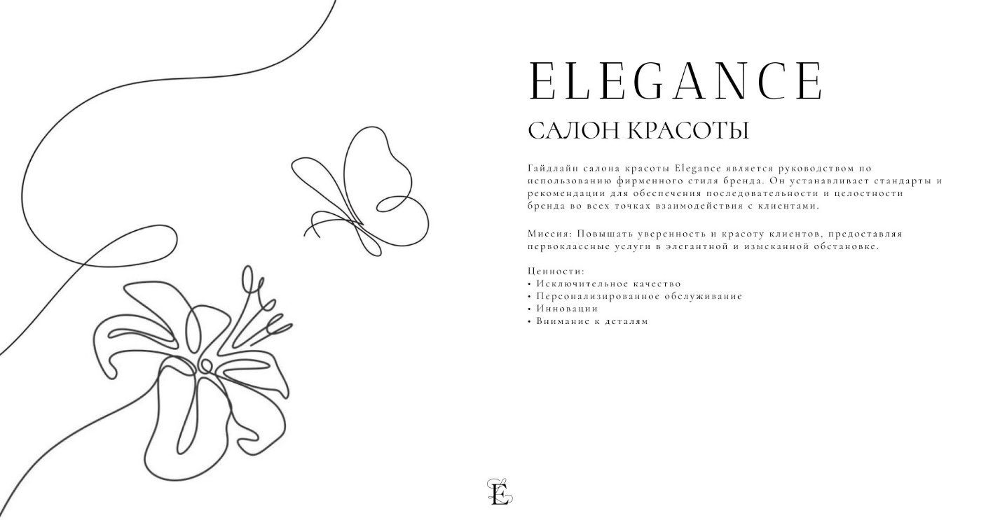 ELEGANCE
САЛОН КРАСОТЫ
Гайдлайн салона красоты Elegance является руководством по
использованию фирменного стиля бренда. Он устанавливает стандарты и
рекомендации для обеспечения последовательности и целостности
бренда во всех точках взаимодействия с клиентами.
Миссия: Повышать уверенность и красоту клиентов, предоставляя
первоклассные услуги в элегантной и изысканной обстановке.
Ценности:
• Исключительное качество
• Персонализированное обслуживание
• Инновации
• Внимание к деталям
E